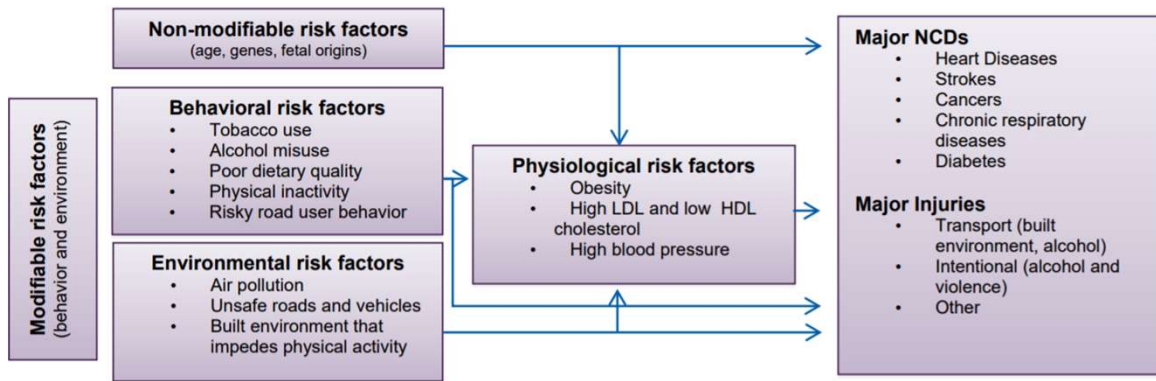 Non-modifiable risk factors
(age, genes, fetal origins)
Modifiable risk factors
(behavior and environment)
Behavioral risk factors
• Tobacco use
• Alcohol misuse
• Poor dietary quality
• Physical inactivity
• Risky road user behavior
Environmental risk factors
• Air pollution
• Unsafe roads and vehicles
• Built environment that
impedes physical activity
Physiological risk factors
• Obesity
• High LDL and low HDL
cholesterol
• High blood pressure
Major NCDs
• Heart Diseases
• Strokes
• Cancers
• Chronic respiratory
diseases
• Diabetes
Major Injuries
• Transport (built
environment, alcohol)
• Intentional (alcohol and
violence)
• Other